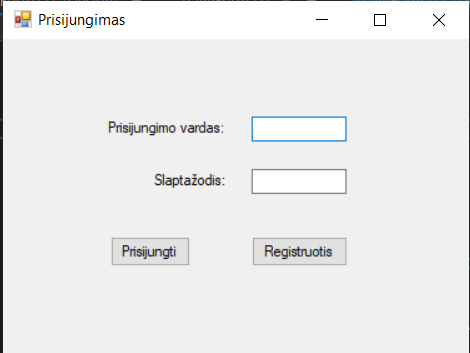 Prisijungimas
Prisijungimo vardas:
Slaptažodis:
Prisijungti
Registruotis